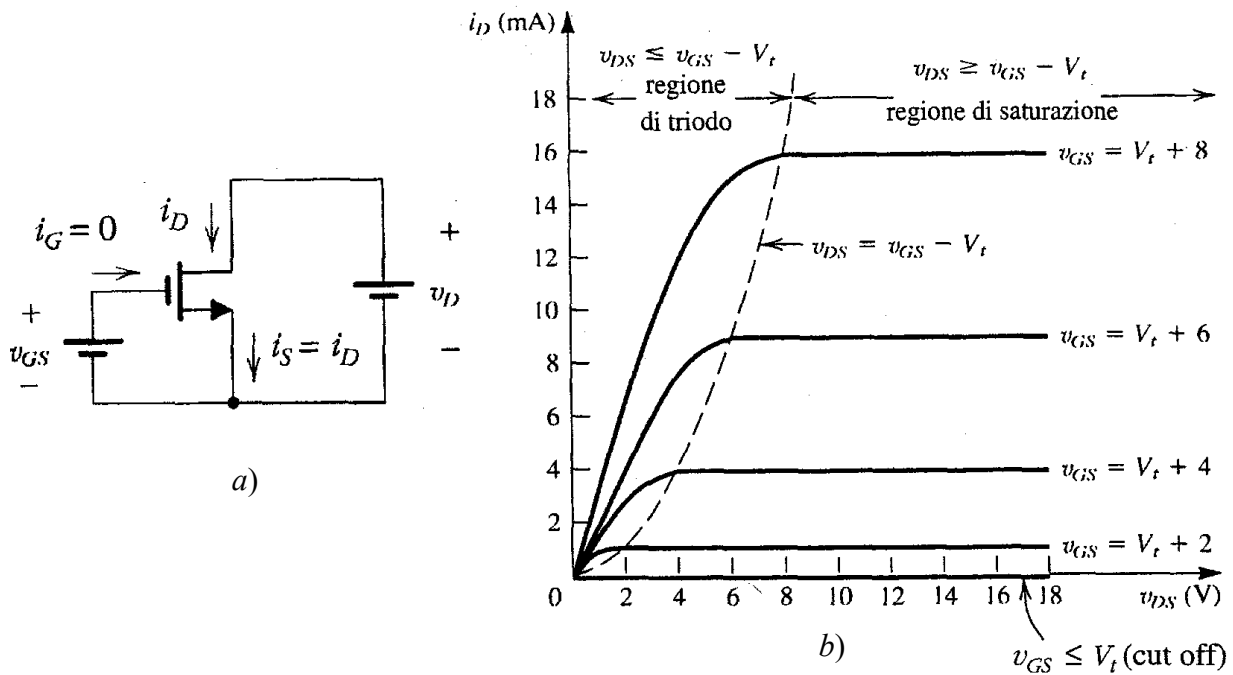 i_G = 0
i_D
+
v_GS
−
i_S = i_D
+
v_D
−
a)
i_D (mA)
v_DS ≤ v_GS − V_t
regione
di triodo
v_DS ≥ v_GS − V_t
regione di saturazione
18
16
14
12
10
8
6
4
2
v_GS = V_t + 8
v_DS = v_GS − V_t
v_GS = V_t + 6
v_GS = V_t + 4
v_GS = V_t + 2
0 2 4 6 8 10 12 14 16 18
v_DS (V)
b)
v_GS ≤ V_t (cut off)